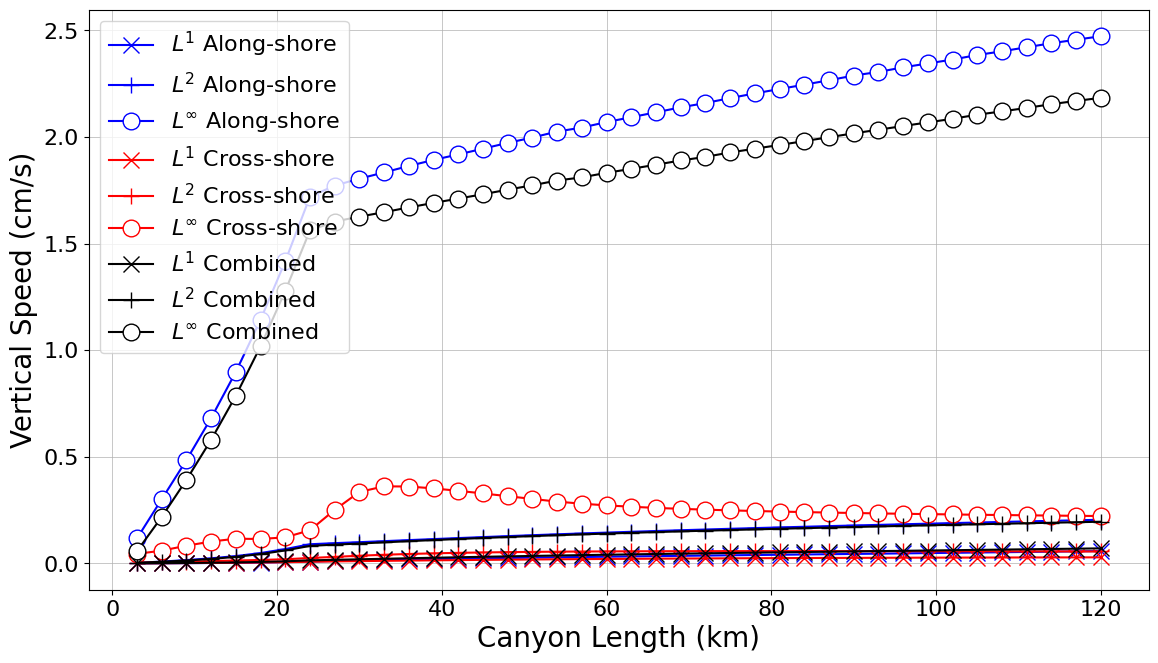 L¹ Along-shore
L² Along-shore
L∞ Along-shore
L¹ Cross-shore
L² Cross-shore
L∞ Cross-shore
L¹ Combined
L² Combined
L∞ Combined
Vertical Speed (cm/s)
2.5
2.0
1.5
1.0
0.5
0.0
0 20 40 60 80 100 120
Canyon Length (km)